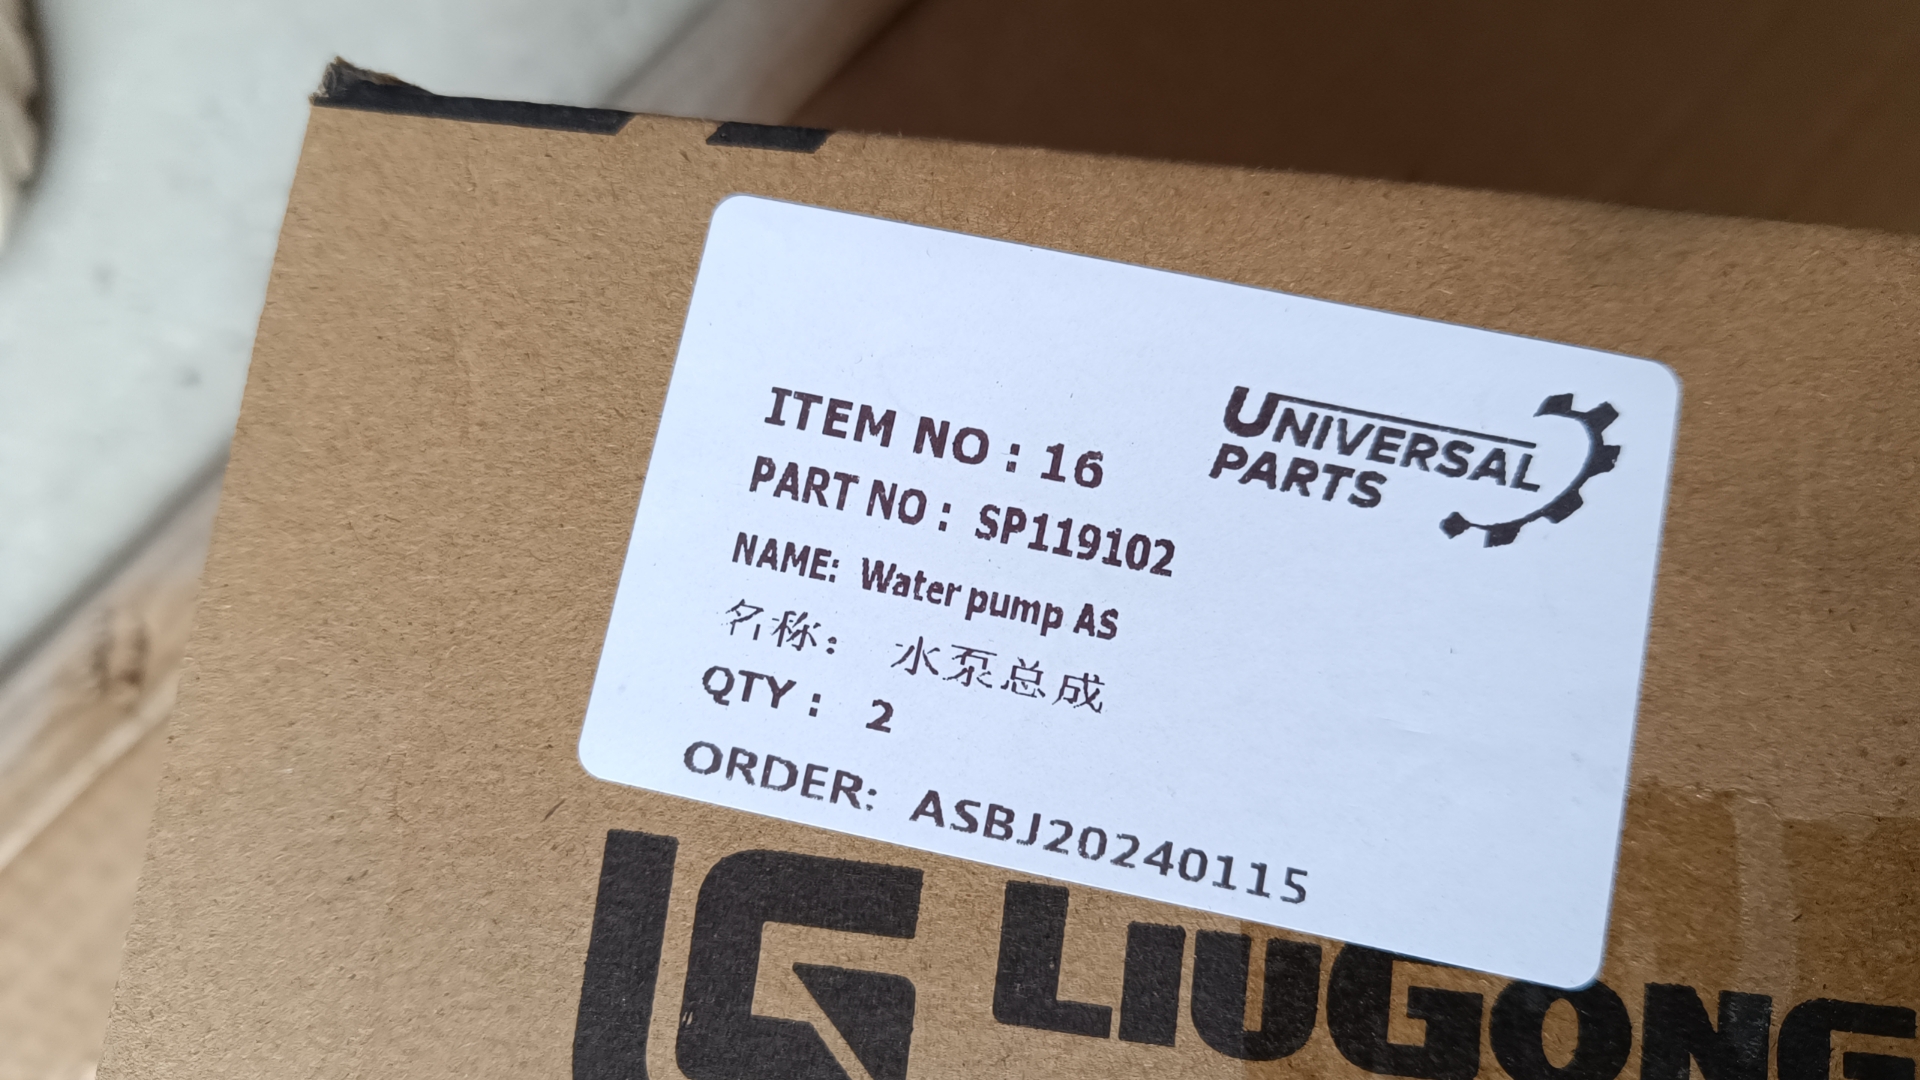 UNIVERSAL
PARTS
ITEM NO : 16
PART NO : SP119102
NAME: Water pump AS
名称： 水泵总成
QTY : 2
ORDER: ASBJ20240115
LG LIUGONG